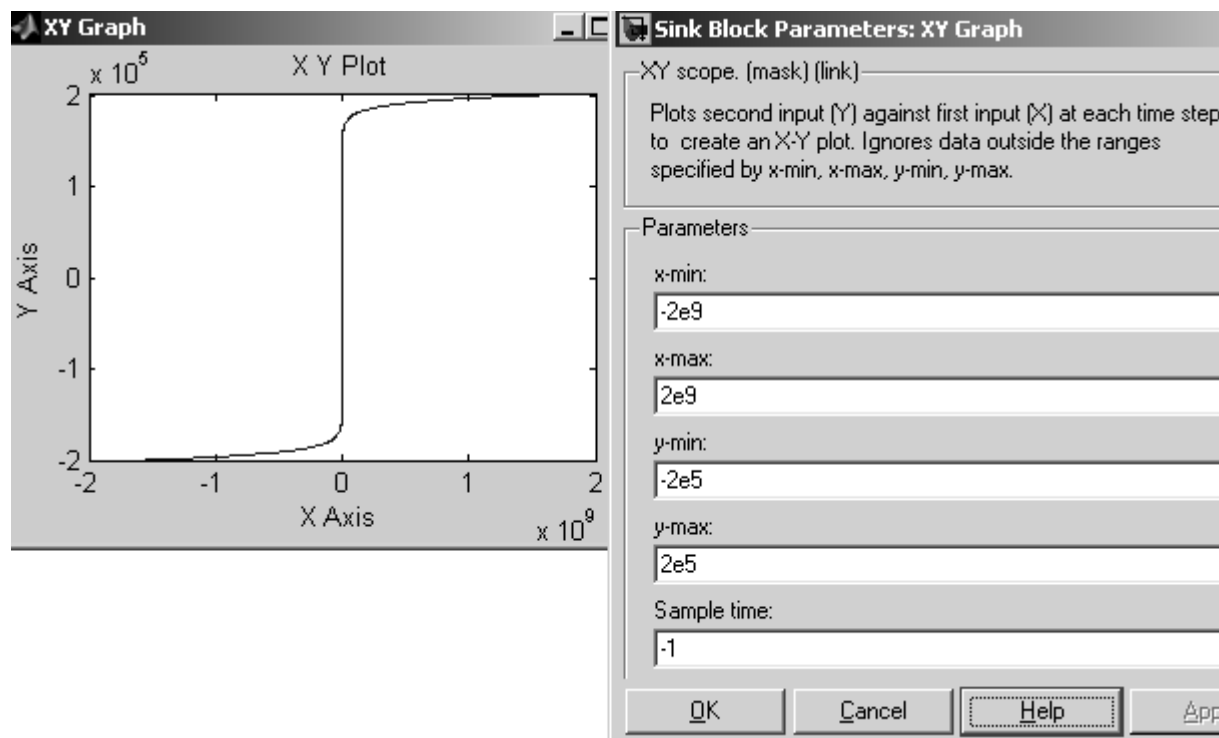 XY Graph
x 10^5
X Y Plot
2
1
0
-1
-2
Y Axis
-2
-1
0
1
2
X Axis
x 10^9
Sink Block Parameters: XY Graph
XY scope. (mask) (link)
Plots second input (Y) against first input (X) at each time step
to create an X-Y plot. Ignores data outside the ranges
specified by x-min, x-max, y-min, y-max.
Parameters
x-min:
-2e9
x-max:
2e9
y-min:
-2e5
y-max:
2e5
Sample time:
-1
OK
Cancel
Help
App